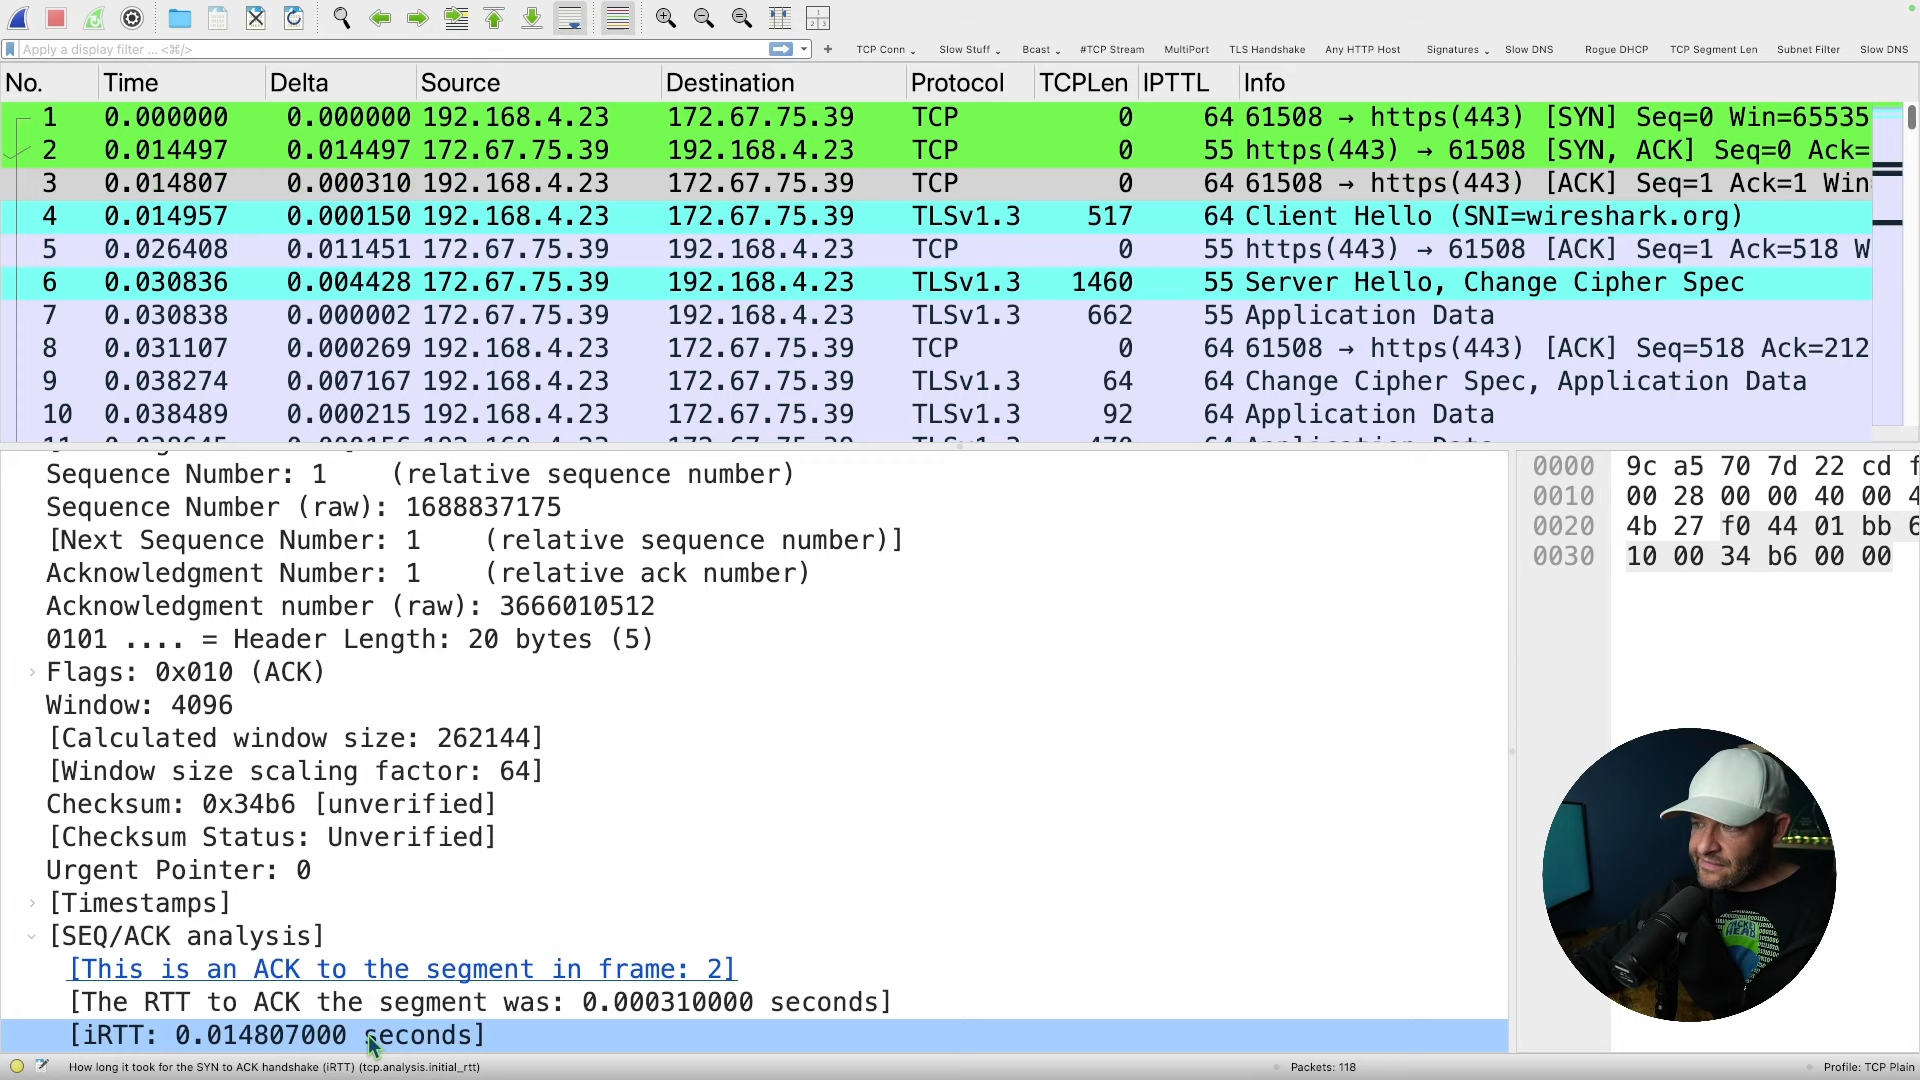 Apply a display filter ... <⌘/>
+ TCP Conn Slow Stuff Bcast #TCP Stream MultiPort TLS Handshake Any HTTP Host Signatures Slow DNS Rogue DHCP TCP Segment Len Subnet Filter Slow DNS
No. Time Delta Source Destination Protocol TCPLen IPTTL Info
1 0.000000 0.000000 192.168.4.23 172.67.75.39 TCP 0 64 61508 → https(443) [SYN] Seq=0 Win=65535
2 0.014497 0.014497 172.67.75.39 192.168.4.23 TCP 0 55 https(443) → 61508 [SYN, ACK] Seq=0 Ack=
3 0.014807 0.000310 192.168.4.23 172.67.75.39 TCP 0 64 61508 → https(443) [ACK] Seq=1 Ack=1 Win
4 0.014957 0.000150 192.168.4.23 172.67.75.39 TLSv1.3 517 64 Client Hello (SNI=wireshark.org)
5 0.026408 0.011451 172.67.75.39 192.168.4.23 TCP 0 55 https(443) → 61508 [ACK] Seq=1 Ack=518 W
6 0.030836 0.004428 172.67.75.39 192.168.4.23 TLSv1.3 1460 55 Server Hello, Change Cipher Spec
7 0.030838 0.000002 172.67.75.39 192.168.4.23 TLSv1.3 662 55 Application Data
8 0.031107 0.000269 192.168.4.23 172.67.75.39 TCP 0 64 61508 → https(443) [ACK] Seq=518 Ack=212
9 0.038274 0.007167 192.168.4.23 172.67.75.39 TLSv1.3 64 64 Change Cipher Spec, Application Data
10 0.038489 0.000215 192.168.4.23 172.67.75.39 TLSv1.3 92 64 Application Data
Sequence Number: 1 (relative sequence number)
Sequence Number (raw): 1688837175
[Next Sequence Number: 1 (relative sequence number)]
Acknowledgment Number: 1 (relative ack number)
Acknowledgment number (raw): 3666010512
0101 .... = Header Length: 20 bytes (5)
Flags: 0x010 (ACK)
Window: 4096
[Calculated window size: 262144]
[Window size scaling factor: 64]
Checksum: 0x34b6 [unverified]
[Checksum Status: Unverified]
Urgent Pointer: 0
[Timestamps]
[SEQ/ACK analysis]
[This is an ACK to the segment in frame: 2]
[The RTT to ACK the segment was: 0.000310000 seconds]
[iRTT: 0.014807000 seconds]
0000 9c a5 70 7d 22 cd f
0010 00 28 00 00 40 00 4
0020 4b 27 f0 44 01 bb 6
0030 10 00 34 b6 00 00
How long it took for the SYN to ACK handshake (iRTT) (tcp.analysis.initial_rtt)
Packets: 118
Profile: TCP Plain